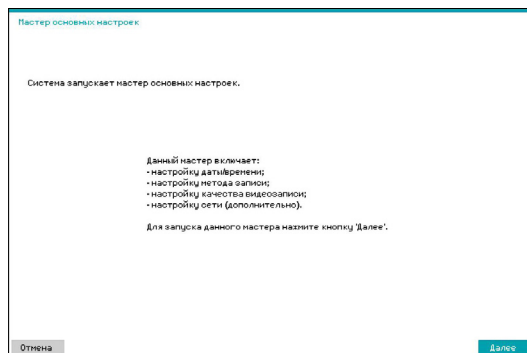 Мастер основных настроек
Система запускает мастер основных настроек.
Данный мастер включает:
- настройку даты/времени;
- настройку метода записи;
- настройку качества видеозаписи;
- настройку сети (дополнительно).
Для запуска данного мастера нажмите кнопку 'Далее'.
Отмена
Далее